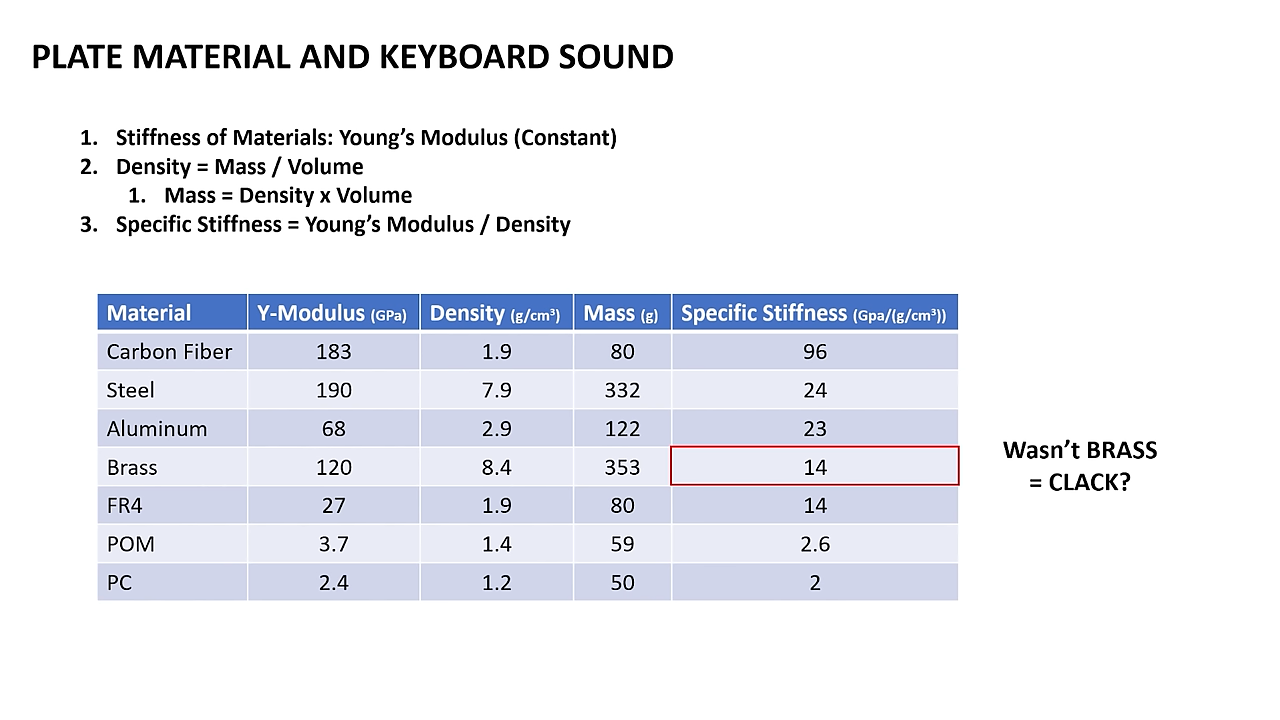 PLATE MATERIAL AND KEYBOARD SOUND
1. Stiffness of Materials: Young's Modulus (Constant)
2. Density = Mass / Volume
1. Mass = Density x Volume
3. Specific Stiffness = Young's Modulus / Density
Material Y-Modulus (GPa) Density (g/cm³) Mass (g) Specific Stiffness (Gpa/(g/cm³))
Carbon Fiber 183 1.9 80 96
Steel 190 7.9 332 24
Aluminum 68 2.9 122 23
Brass 120 8.4 353 14
FR4 27 1.9 80 14
POM 3.7 1.4 59 2.6
PC 2.4 1.2 50 2
Wasn't BRASS
= CLACK?